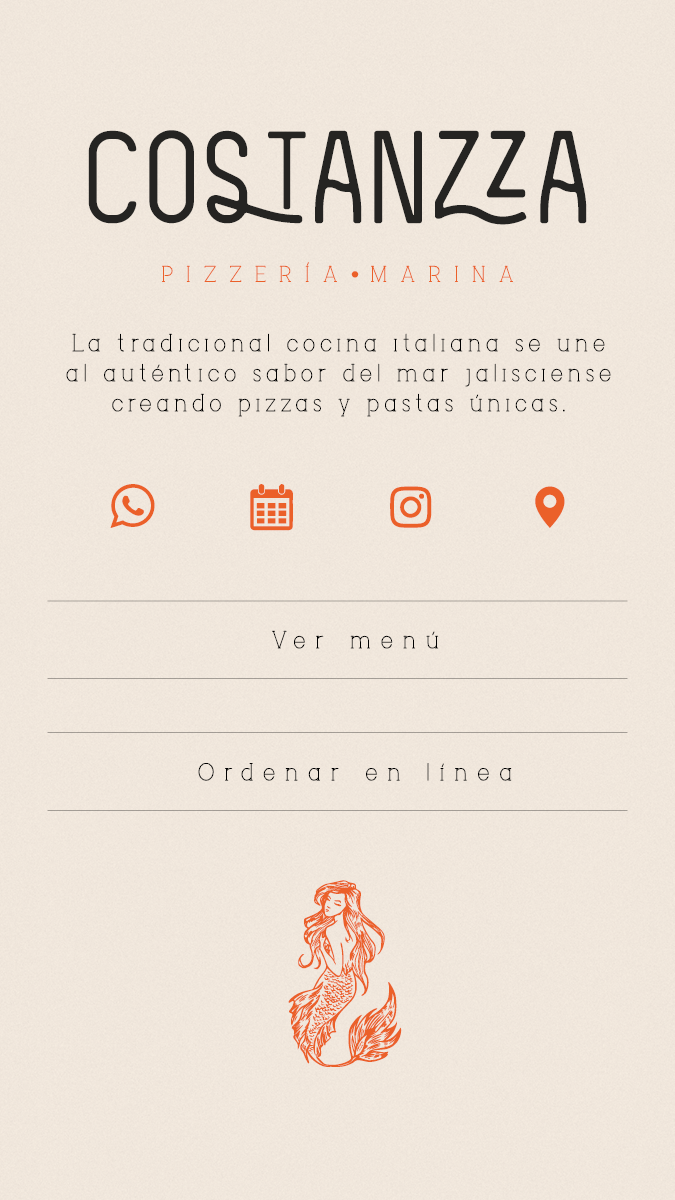 COSTANZZA
PIZZERÍA•MARINA
La tradicional cocina italiana se une
al auténtico sabor del mar jalisciense
creando pizzas y pastas únicas.
Ver menú
Ordenar en línea